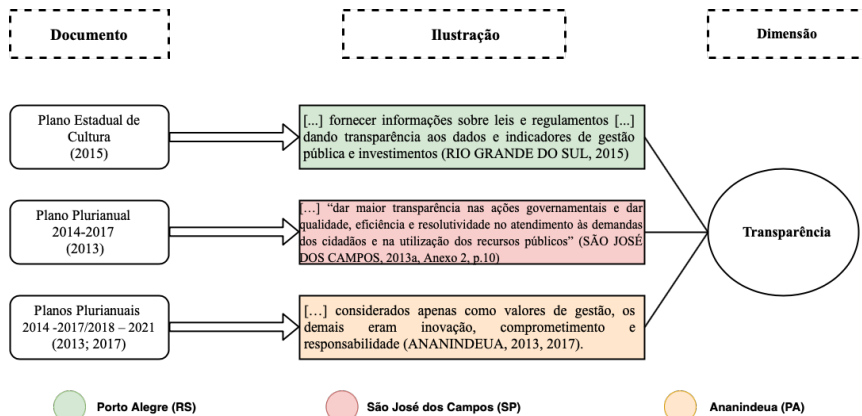 Documento
Ilustração
Dimensão
Plano Estadual de
Cultura
(2015)
[...] fornecer informações sobre leis e regulamentos [...]
dando transparência aos dados e indicadores de gestão
pública e investimentos (RIO GRANDE DO SUL, 2015)
Plano Plurianual
2014-2017
(2013)
[…] “dar maior transparência nas ações governamentais e dar
qualidade, eficiência e resolutividade no atendimento às demandas
dos cidadãos e na utilização dos recursos públicos” (SÃO JOSÉ
DOS CAMPOS, 2013a, Anexo 2, p.10)
Transparência
Planos Plurianuais
2014 -2017/2018 – 2021
(2013; 2017)
[…] considerados apenas como valores de gestão, os
demais eram inovação, comprometimento e
responsabilidade (ANANINDEUA, 2013, 2017).
Porto Alegre (RS)
São José dos Campos (SP)
Ananindeua (PA)